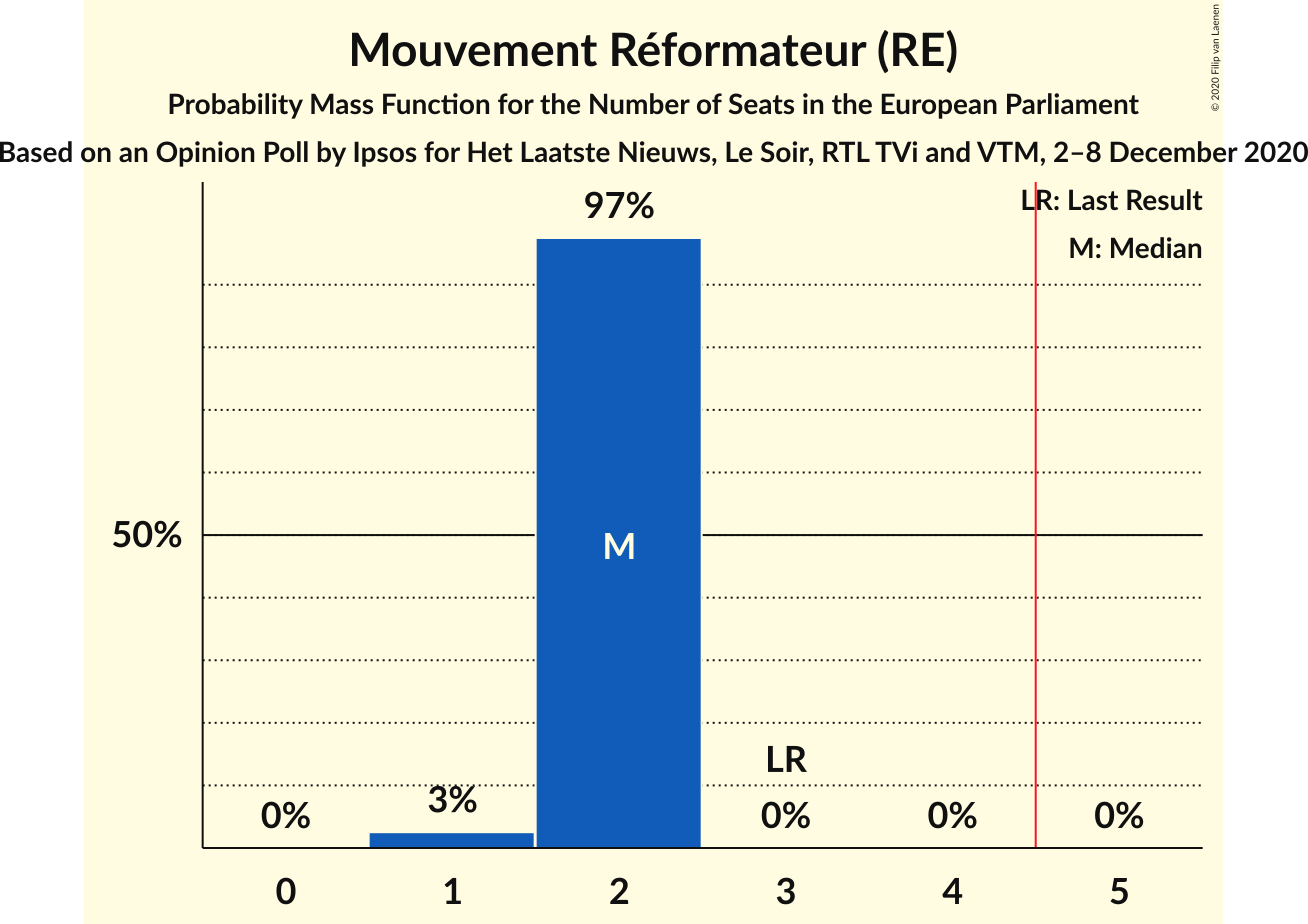 Mouvement Réformateur (RE)
Probability Mass Function for the Number of Seats in the European Parliament
Based on an Opinion Poll by Ipsos for Het Laatste Nieuws, Le Soir, RTL TVi and VTM, 2–8 December 2020
© 2020 Filip van Laenen
LR: Last Result
M: Median
97%
50%
M
LR
0%
3%
0%
0%
0%
0
1
2
3
4
5